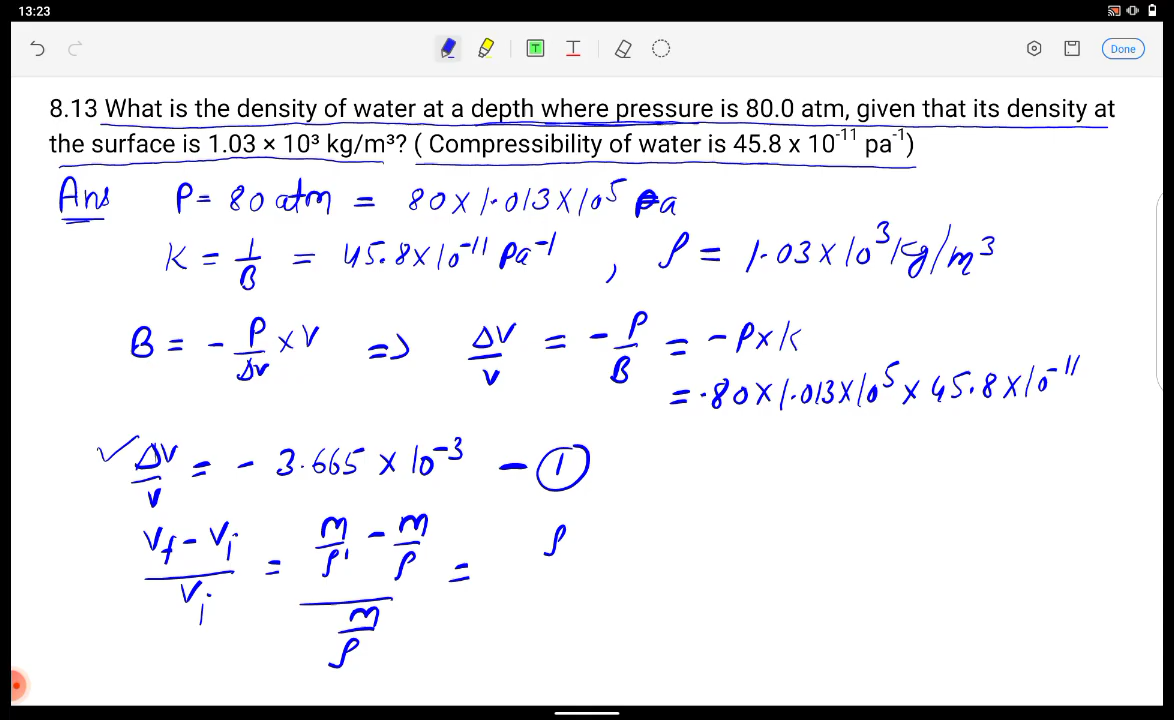 13:23
T T Done
8.13 What is the density of water at a depth where pressure is 80.0 atm, given that its density at
the surface is 1.03 × 10³ kg/m³? ( Compressibility of water is 45.8 x 10⁻¹¹ pa⁻¹)
Ans P = 80 atm = 80 × 1.013 × 10⁵ Pa
K = 1/B = 45.8 × 10⁻¹¹ Pa⁻¹ , ρ = 1.03 × 10³ kg/m³
B = - P/ΔV × V => ΔV/V = - P/B = - P × K
= -80 × 1.013 × 10⁵ × 45.8 × 10⁻¹¹
✓ ΔV/V = - 3.665 × 10⁻³ - ①
(Vf - Vi)/Vi = (m/ρ' - m/ρ)/(m/ρ) = ρ